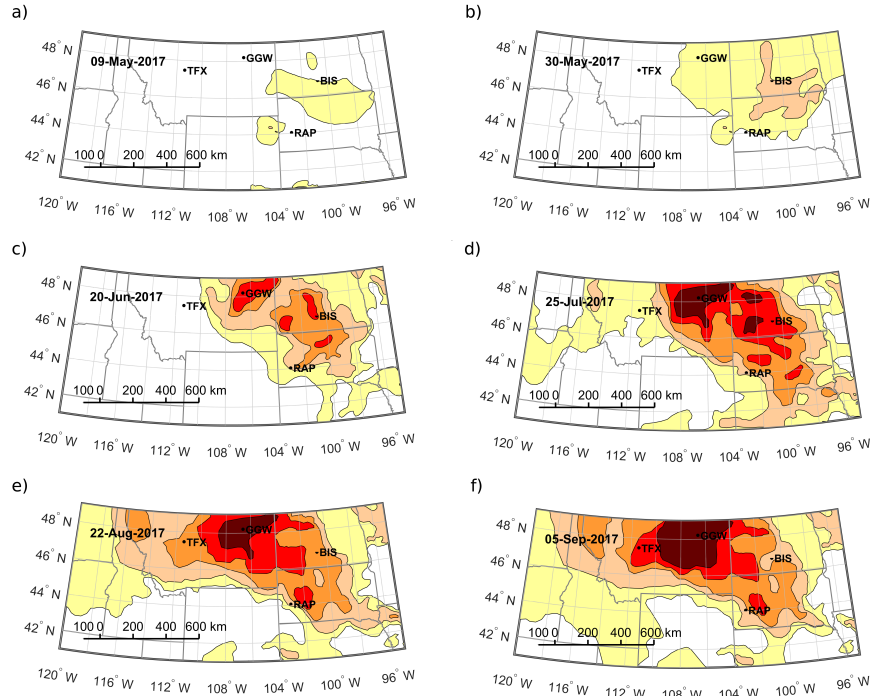 a)
48° N
46° N
44° N
42° N
09-May-2017
TFX
GGW
BIS
RAP
100 0 200 400 600 km
120° W
116° W
112° W
108° W
104° W
100° W
96° W
b)
48° N
46° N
44° N
42° N
30-May-2017
TFX
GGW
BIS
RAP
100 0 200 400 600 km
120° W
116° W
112° W
108° W
104° W
100° W
96° W
c)
48° N
46° N
44° N
42° N
20-Jun-2017
TFX
GGW
BIS
RAP
100 0 200 400 600 km
120° W
116° W
112° W
108° W
104° W
100° W
96° W
d)
48° N
46° N
44° N
42° N
25-Jul-2017
TFX
GGW
BIS
RAP
100 0 200 400 600 km
120° W
116° W
112° W
108° W
104° W
100° W
96° W
e)
48° N
46° N
44° N
42° N
22-Aug-2017
TFX
GGW
BIS
RAP
100 0 200 400 600 km
120° W
116° W
112° W
108° W
104° W
100° W
96° W
f)
48° N
46° N
44° N
42° N
05-Sep-2017
TFX
GGW
BIS
RAP
100 0 200 400 600 km
120° W
116° W
112° W
108° W
104° W
100° W
96° W